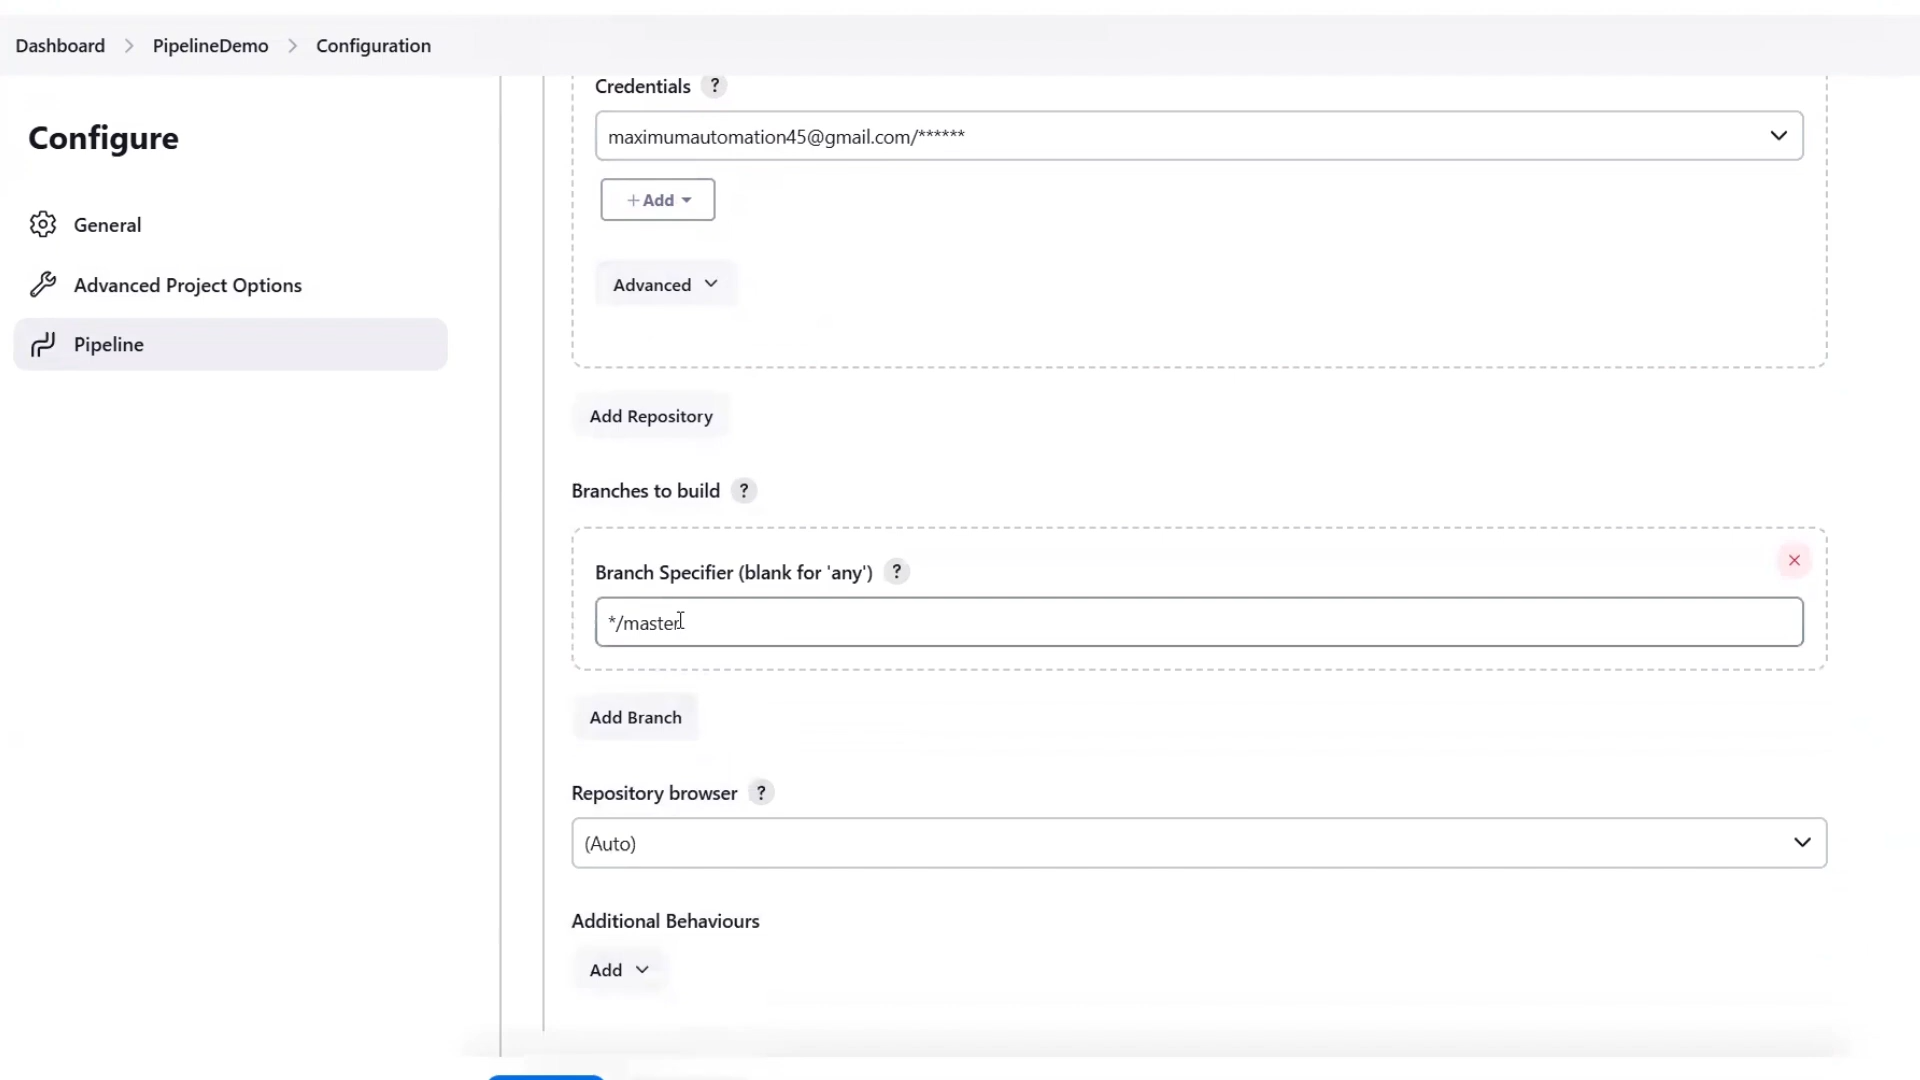 Dashboard > PipelineDemo > Configuration
Configure
General
Advanced Project Options
Pipeline
Credentials ?
maximumautomation45@gmail.com/******
+ Add
Advanced
Add Repository
Branches to build ?
Branch Specifier (blank for 'any') ?
*/master
Add Branch
Repository browser ?
(Auto)
Additional Behaviours
Add